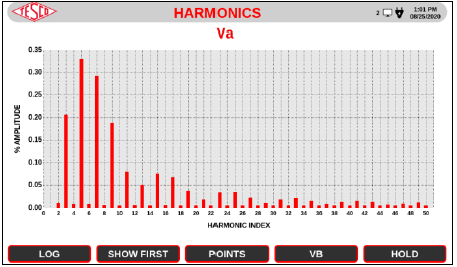 TESCO
HARMONICS
2
1:01 PM
08/25/2020
Va
% AMPLITUDE
0.35
0.30
0.25
0.20
0.15
0.10
0.05
0.00
0 2 4 6 8 10 12 14 16 18 20 22 24 26 28 30 32 34 36 38 40 42 44 46 48 50
HARMONIC INDEX
LOG SHOW FIRST POINTS VB HOLD